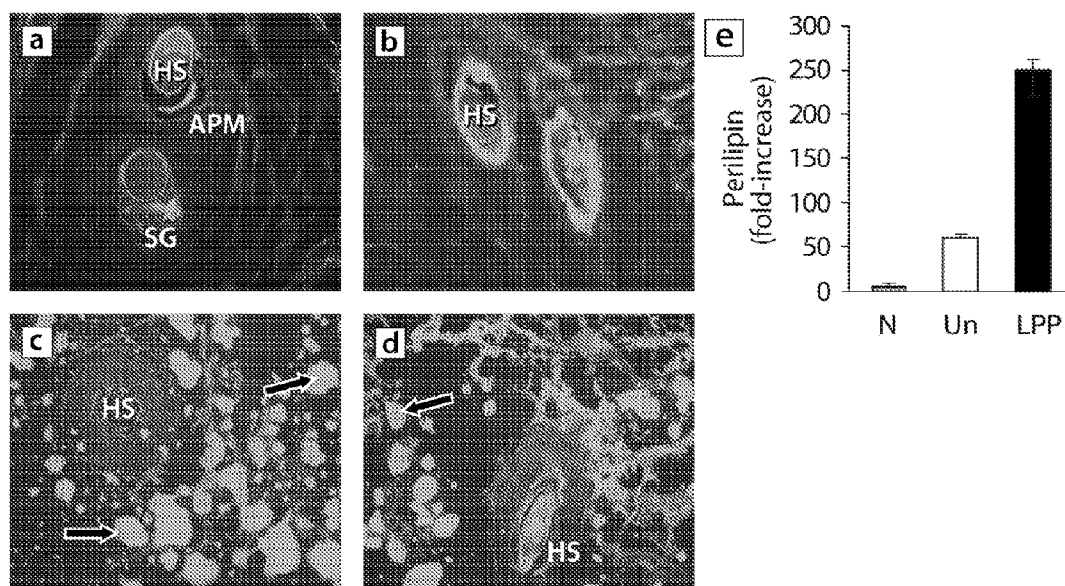 a
HS
APM
SG
b
HS
c
HS
d
HS
e
Perilipin
(fold-increase)
300
250
200
150
100
50
0
N Un LPP